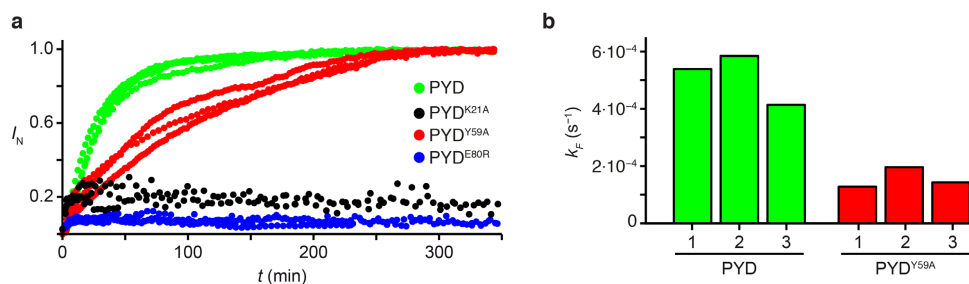 a
1.0
0.6
0.2
I_N
0
100
200
300
t (min)
PYD
PYD^K21A
PYD^Y59A
PYD^E80R
b
6·10⁻⁴
4·10⁻⁴
2·10⁻⁴
0
k_F (s⁻¹)
1 2 3 1 2 3
PYD PYD^Y59A